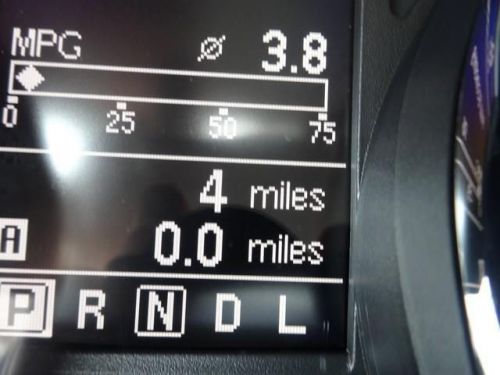 MPG ⌀ 3.8
0 25 50 75
4 miles
A 0.0 miles
P R N D L